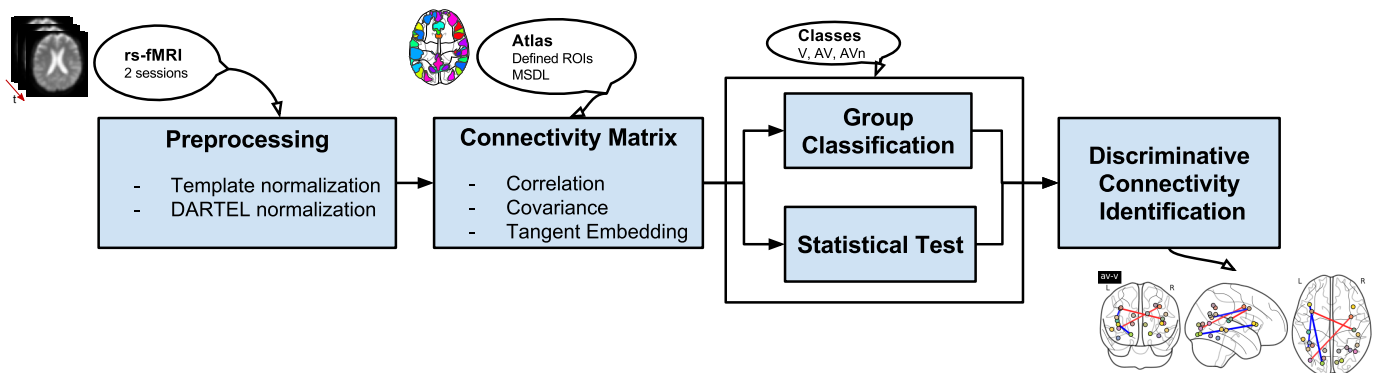 rs-fMRI
2 sessions
t
Preprocessing
- Template normalization
- DARTEL normalization
Atlas
Defined ROIs
MSDL
Connectivity Matrix
- Correlation
- Covariance
- Tangent Embedding
Classes
V, AV, AVn
Group
Classification
Statistical Test
Discriminative
Connectivity
Identification
av-v
L R
L R